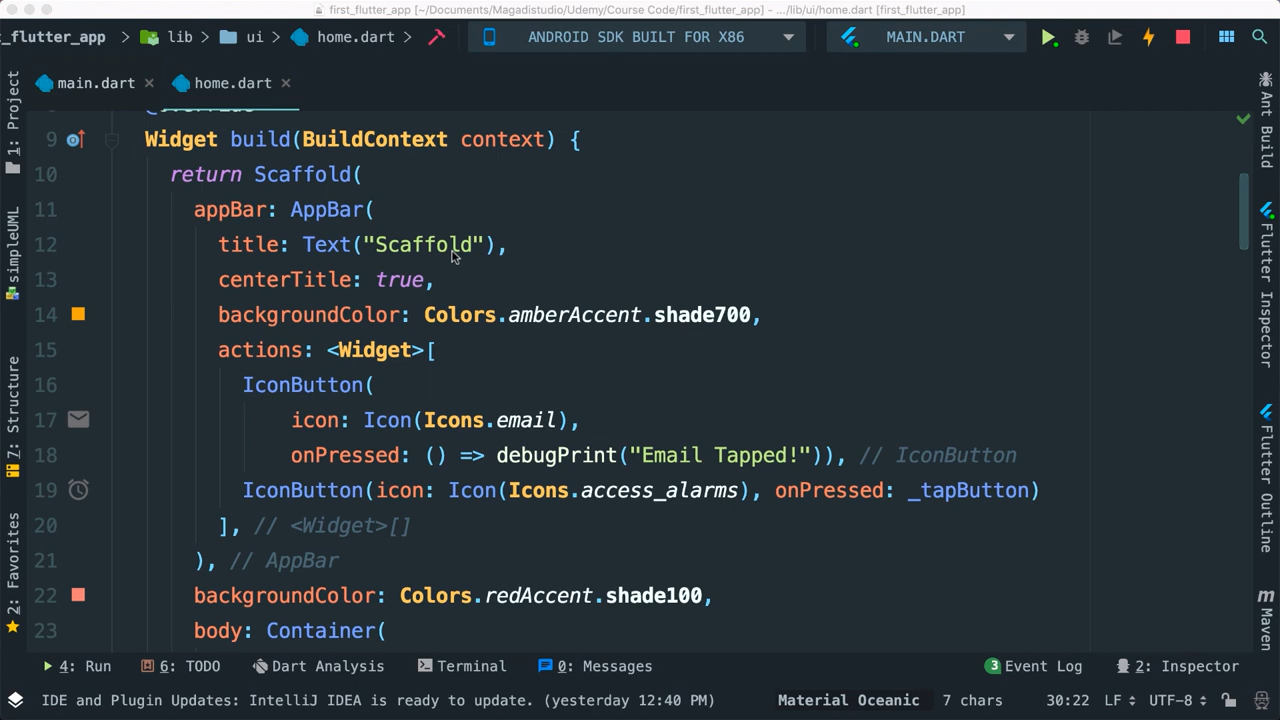 first_flutter_app [~/Documents/Magadistudio/Udemy/Course Code/first_flutter_app] - .../lib/ui/home.dart [first_flutter_app]
t_flutter_app > lib > ui > home.dart > ANDROID SDK BUILT FOR X86 MAIN.DART
main.dart × home.dart ×
9 Widget build(BuildContext context) {
10 return Scaffold(
11 appBar: AppBar(
12 title: Text("Scaffold"),
13 centerTitle: true,
14 backgroundColor: Colors.amberAccent.shade700,
15 actions: <Widget>[
16 IconButton(
17 icon: Icon(Icons.email),
18 onPressed: () => debugPrint("Email Tapped!")), // IconButton
19 IconButton(icon: Icon(Icons.access_alarms), onPressed: _tapButton)
20 ], // <Widget>[]
21 ), // AppBar
22 backgroundColor: Colors.redAccent.shade100,
23 body: Container(
1: Project
simpleUML
7: Structure
2: Favorites
Ant Build
Flutter Inspector
Flutter Outline
m Maven
4: Run 6: TODO Dart Analysis Terminal 0: Messages 3 Event Log 2: Inspector
IDE and Plugin Updates: IntelliJ IDEA is ready to update. (yesterday 12:40 PM) Material Oceanic 7 chars 30:22 LF UTF-8